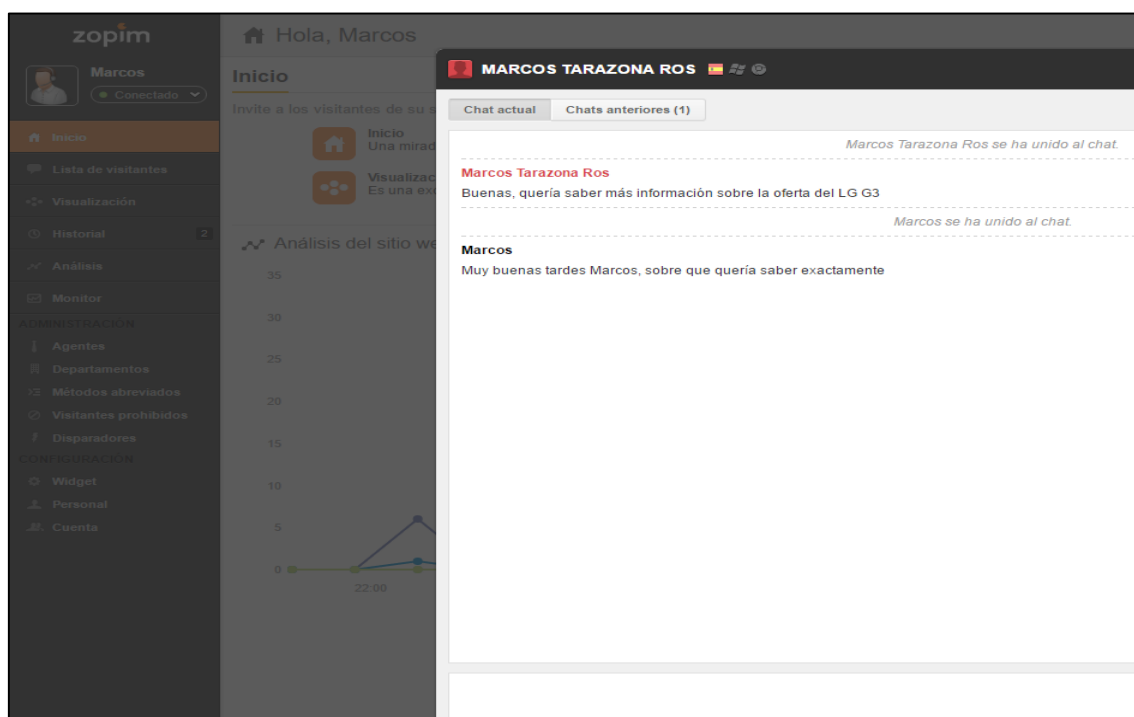 zopim
Hola, Marcos
Marcos
Conectado
Inicio
Invite a los visitantes de su s
Inicio
Una mirad
Visualizac
Es una exc
Inicio
Lista de visitantes
Visualización
Historial 2
Análisis
Monitor
ADMINISTRACIÓN
Agentes
Departamentos
Métodos abreviados
Visitantes prohibidos
Disparadores
CONFIGURACIÓN
Widget
Personal
Cuenta
Análisis del sitio we
35
30
25
20
15
10
5
0
22:00
MARCOS TARAZONA ROS
Chat actual Chats anteriores (1)
Marcos Tarazona Ros se ha unido al chat.
Marcos Tarazona Ros
Buenas, quería saber más información sobre la oferta del LG G3
Marcos se ha unido al chat.
Marcos
Muy buenas tardes Marcos, sobre que quería saber exactamente